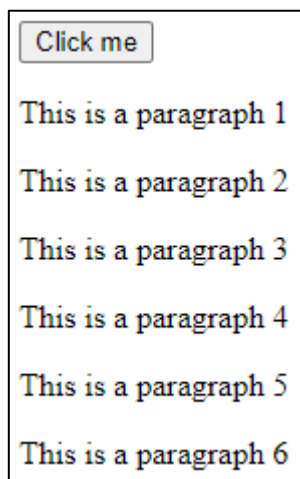 Click me
This is a paragraph 1
This is a paragraph 2
This is a paragraph 3
This is a paragraph 4
This is a paragraph 5
This is a paragraph 6